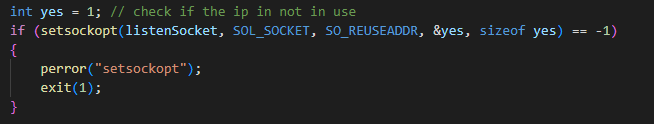 int yes = 1; // check if the ip in not in use
if (setsockopt(listenSocket, SOL_SOCKET, SO_REUSEADDR, &yes, sizeof yes) == -1)
{
    perror("setsockopt");
    exit(1);
}